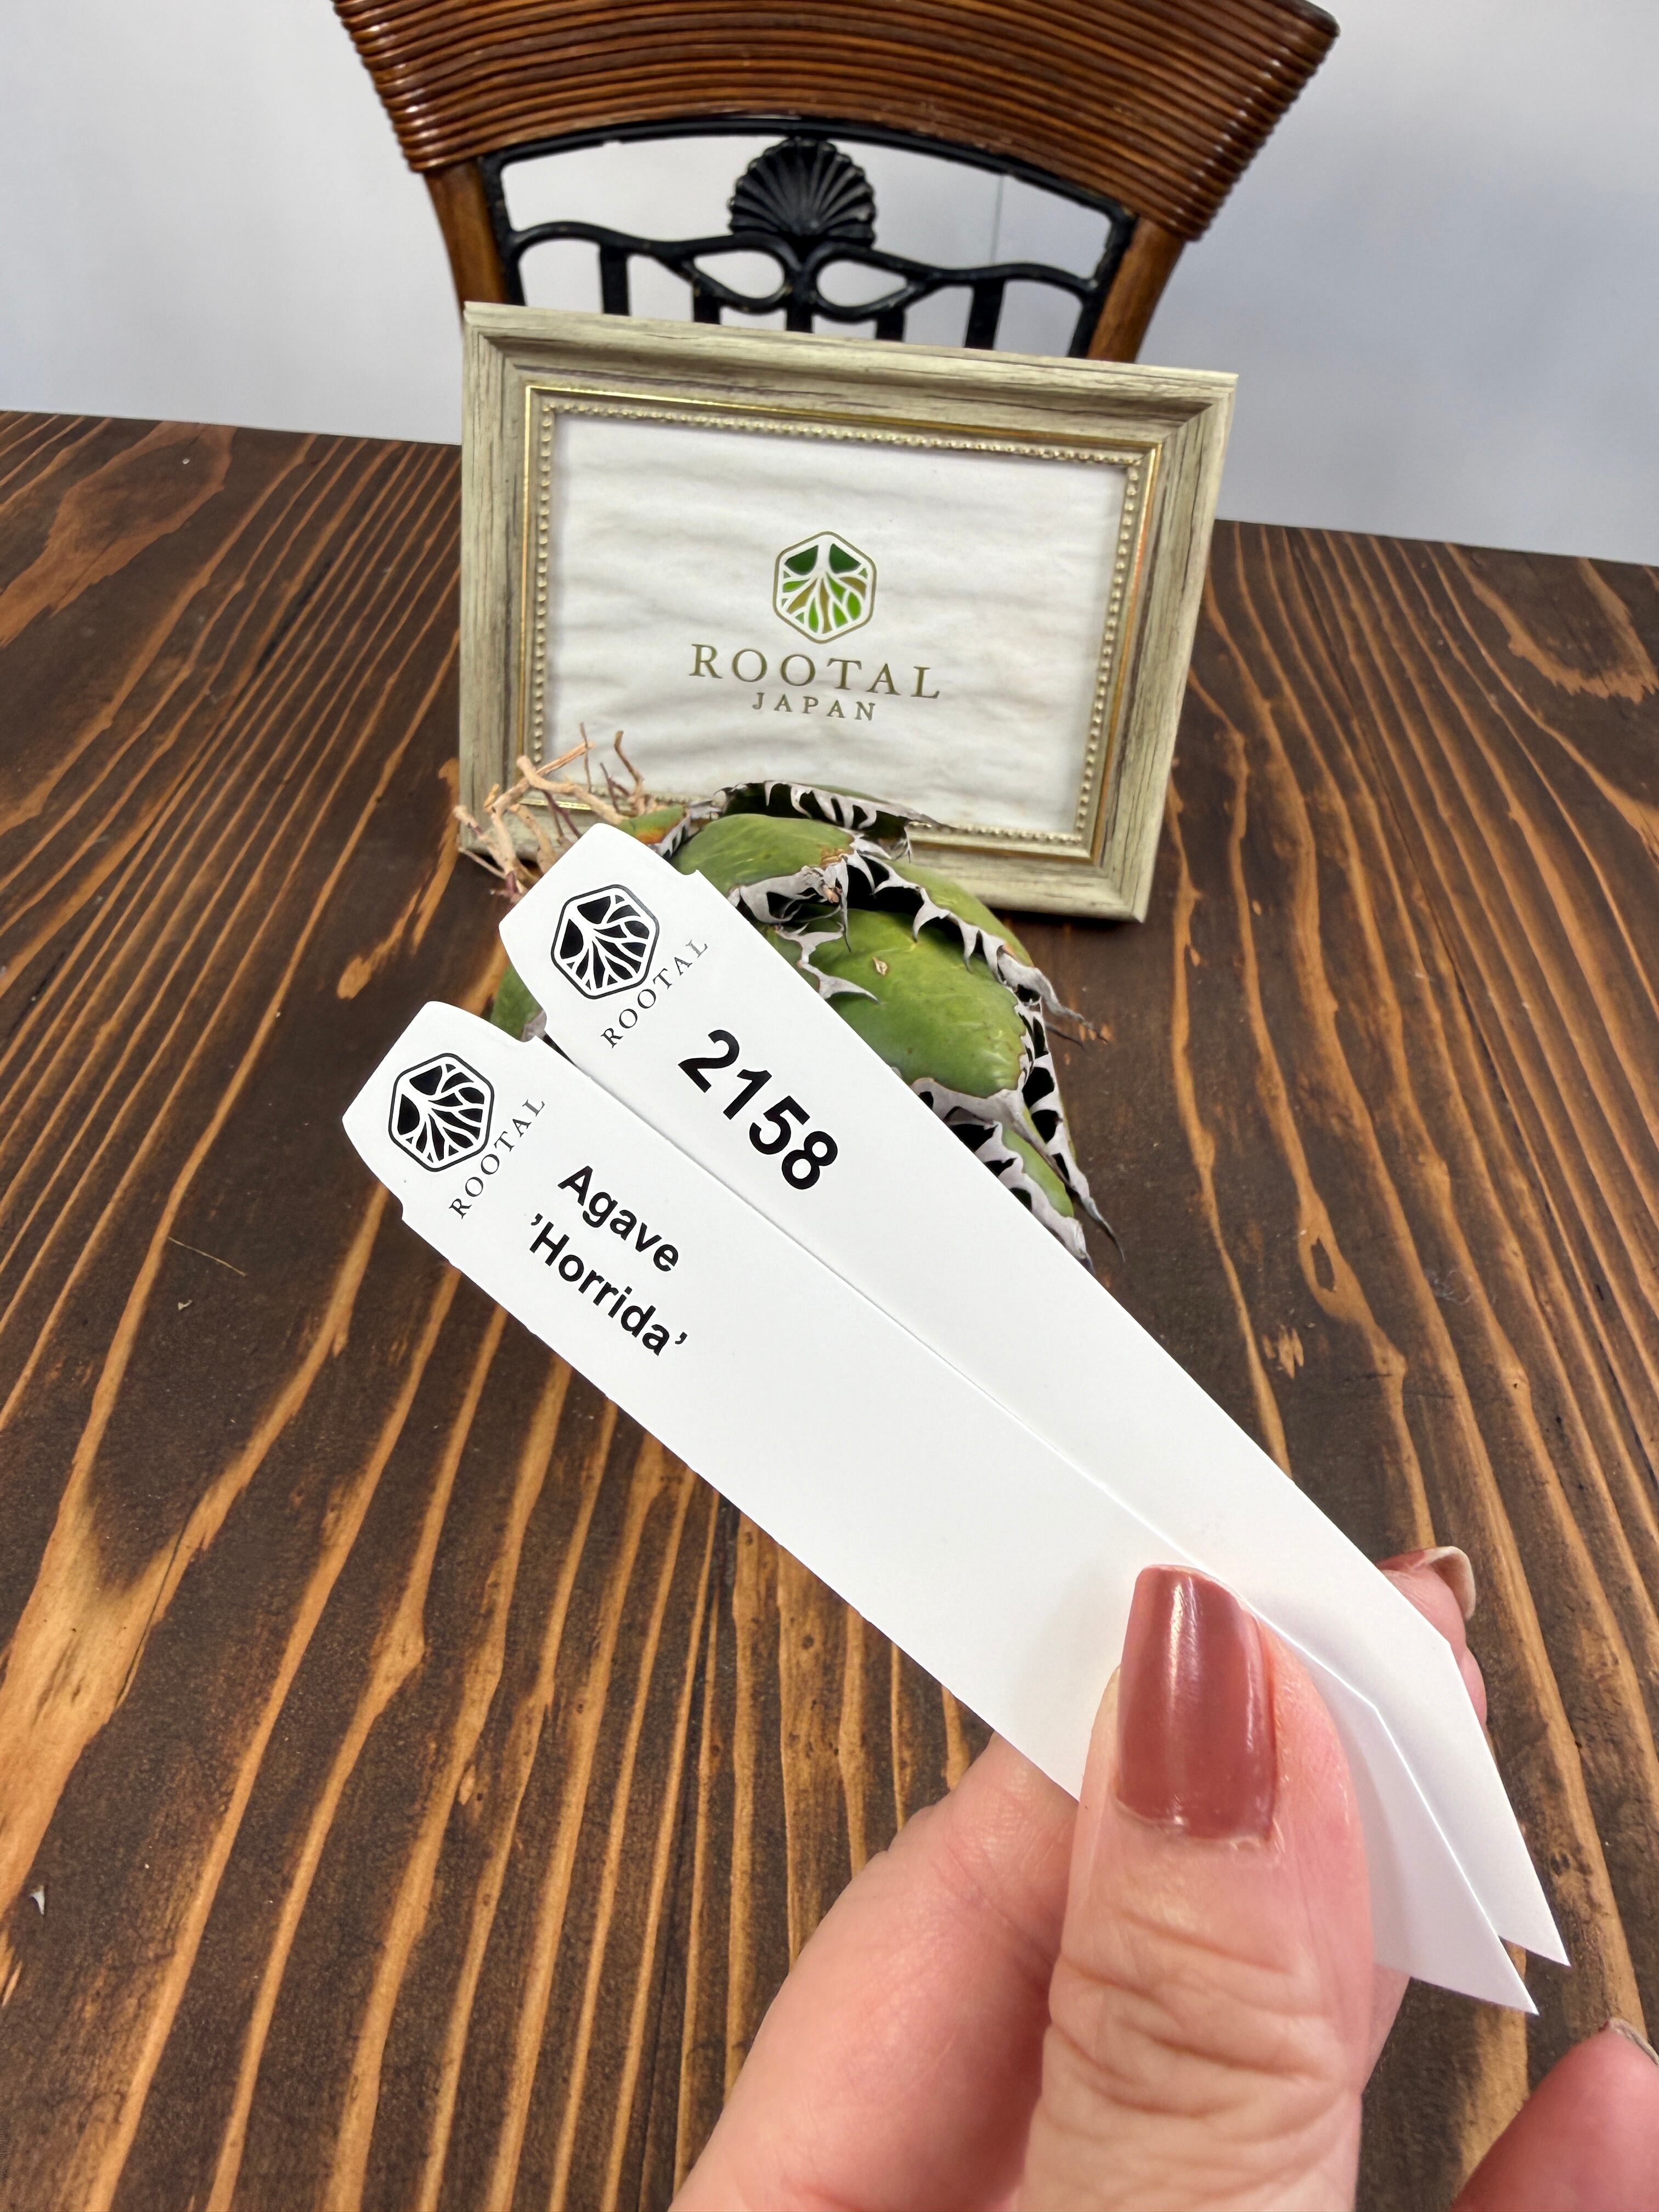 ROOTAL
JAPAN
ROOTAL
2158
ROOTAL
Agave
’Horrida’